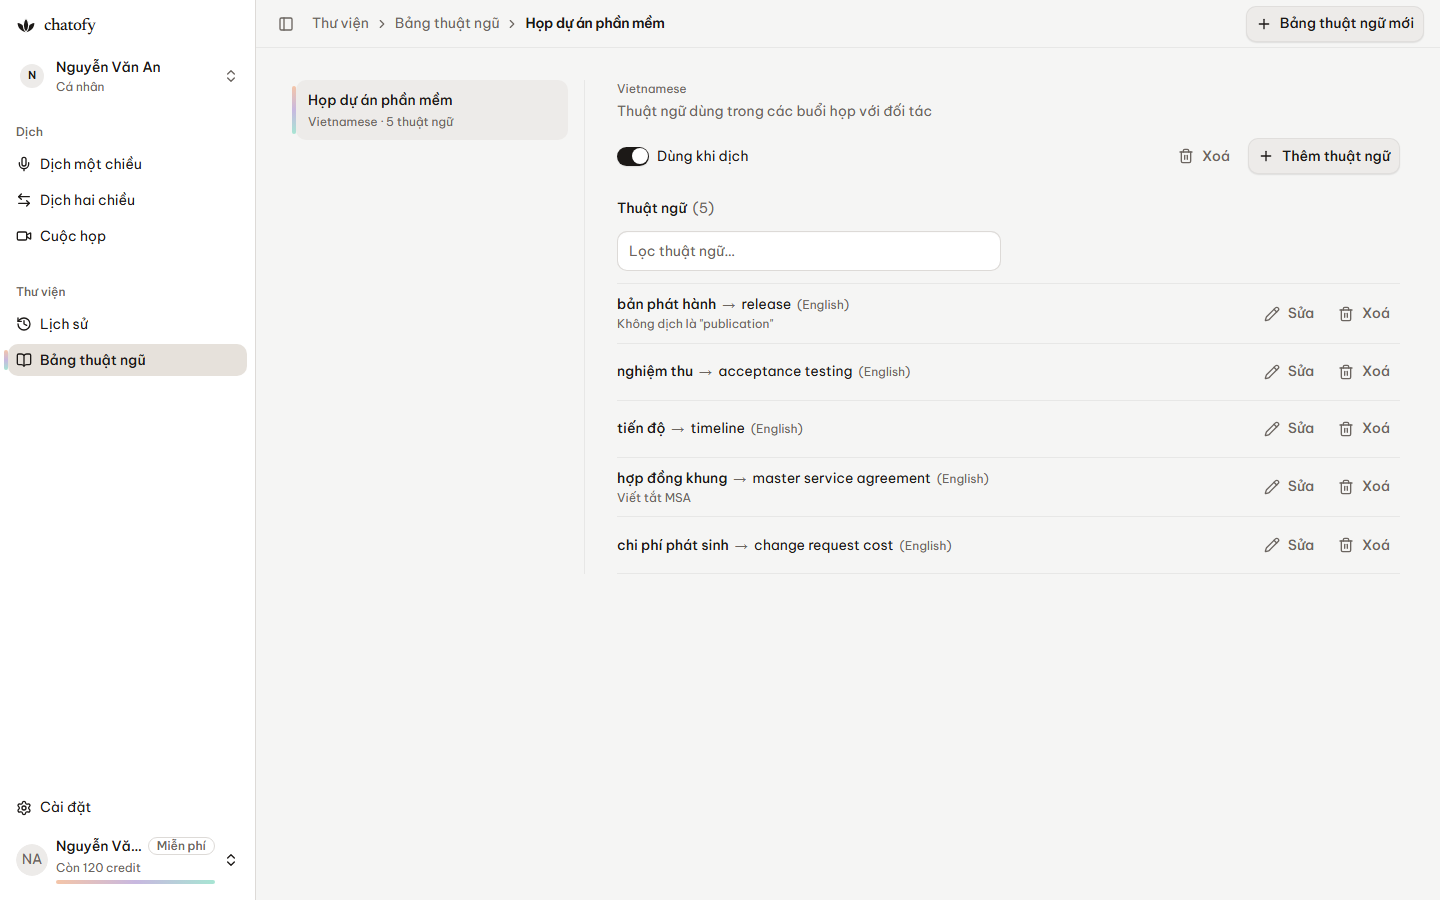 chatofy
N
Nguyễn Văn An
Cá nhân
Dịch
Dịch một chiều
Dịch hai chiều
Cuộc họp
Thư viện
Lịch sử
Bảng thuật ngữ
Cài đặt
NA
Nguyễn Vă... Miễn phí
Còn 120 credit
Thư viện > Bảng thuật ngữ > Họp dự án phần mềm
+ Bảng thuật ngữ mới
Họp dự án phần mềm
Vietnamese · 5 thuật ngữ
Vietnamese
Thuật ngữ dùng trong các buổi họp với đối tác
Dùng khi dịch
Xoá
+ Thêm thuật ngữ
Thuật ngữ (5)
Lọc thuật ngữ...
bản phát hành → release (English)
Không dịch là "publication"
Sửa Xoá
nghiệm thu → acceptance testing (English)
Sửa Xoá
tiến độ → timeline (English)
Sửa Xoá
hợp đồng khung → master service agreement (English)
Viết tắt MSA
Sửa Xoá
chi phí phát sinh → change request cost (English)
Sửa Xoá